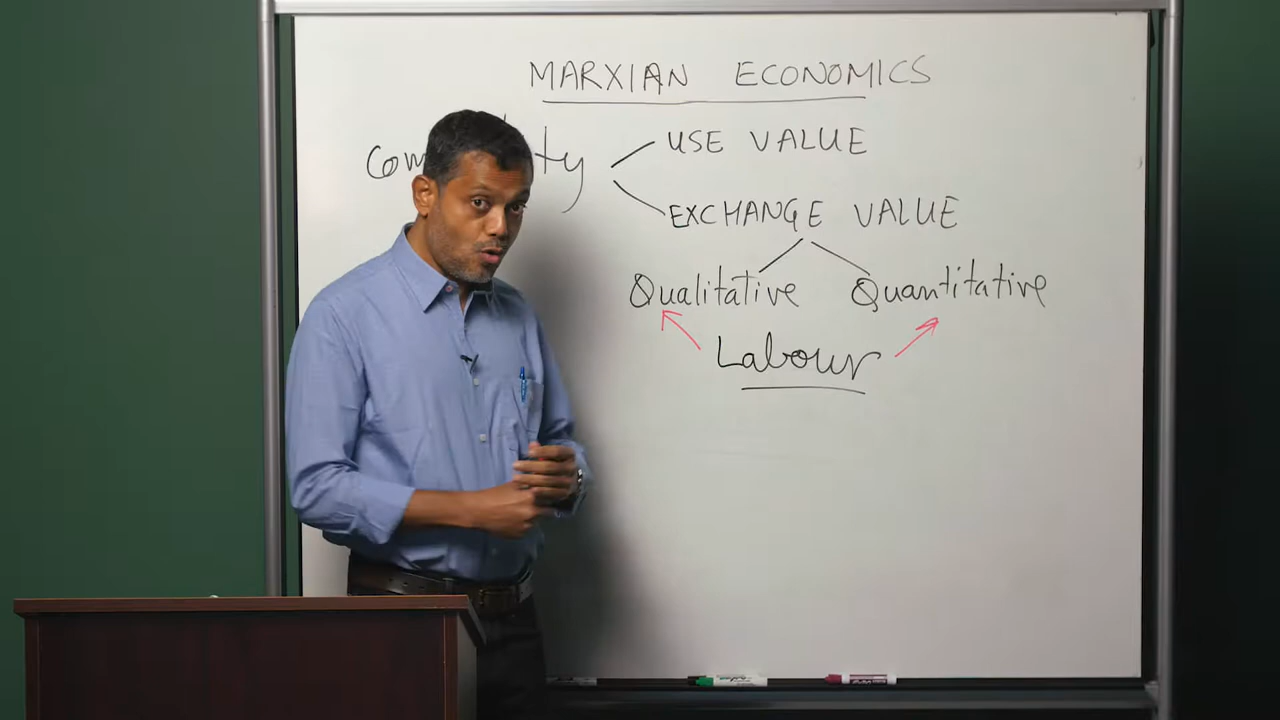 MARXIAN ECONOMICS
USE VALUE
EXCHANGE VALUE
Qualitative Quantitative
Labour